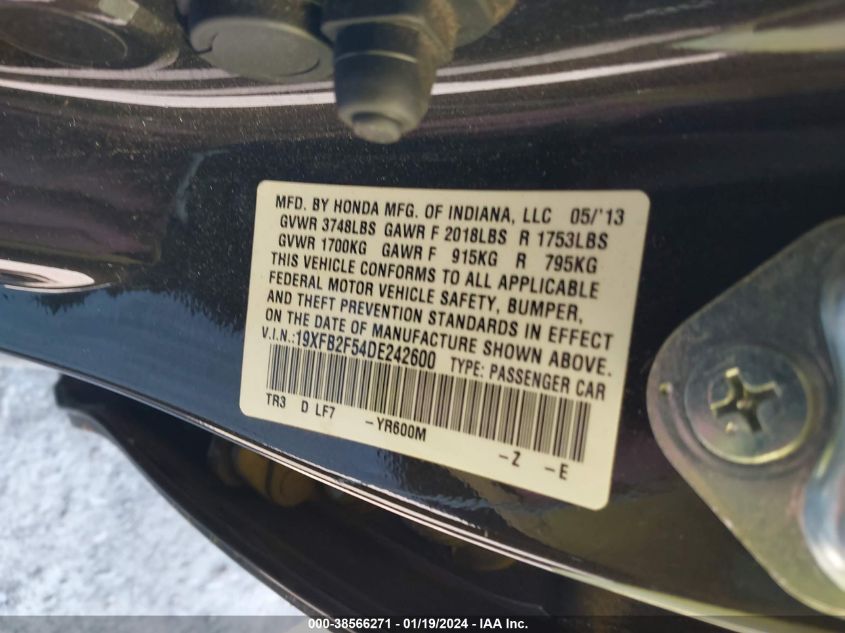 MFD. BY HONDA MFG. OF INDIANA, LLC 05/'13
GVWR 3748LBS GAWR F 2018LBS R 1753LBS
GVWR 1700KG GAWR F 915KG R 795KG
THIS VEHICLE CONFORMS TO ALL APPLICABLE
FEDERAL MOTOR VEHICLE SAFETY, BUMPER,
AND THEFT PREVENTION STANDARDS IN EFFECT
ON THE DATE OF MANUFACTURE SHOWN ABOVE.
V.I.N.:19XFB2F54DE242600 TYPE: PASSENGER CAR
TR3 D LF7 -YR600M -Z -E
000-38566271 - 01/19/2024 - IAA Inc.